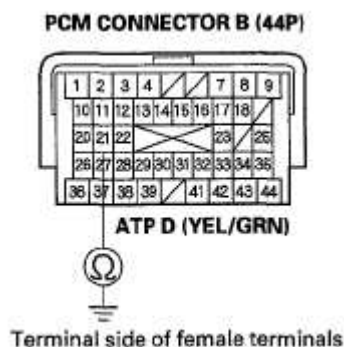 PCM CONNECTOR B (44P)
1 2 3 4 7 8 9
10 11 12 13 14 15 16 17 18
20 21 22 23 25
26 27 28 29 30 31 32 33 34 35
36 37 38 39 41 42 43 44
ATP D (YEL/GRN)
Ω
Terminal side of female terminals